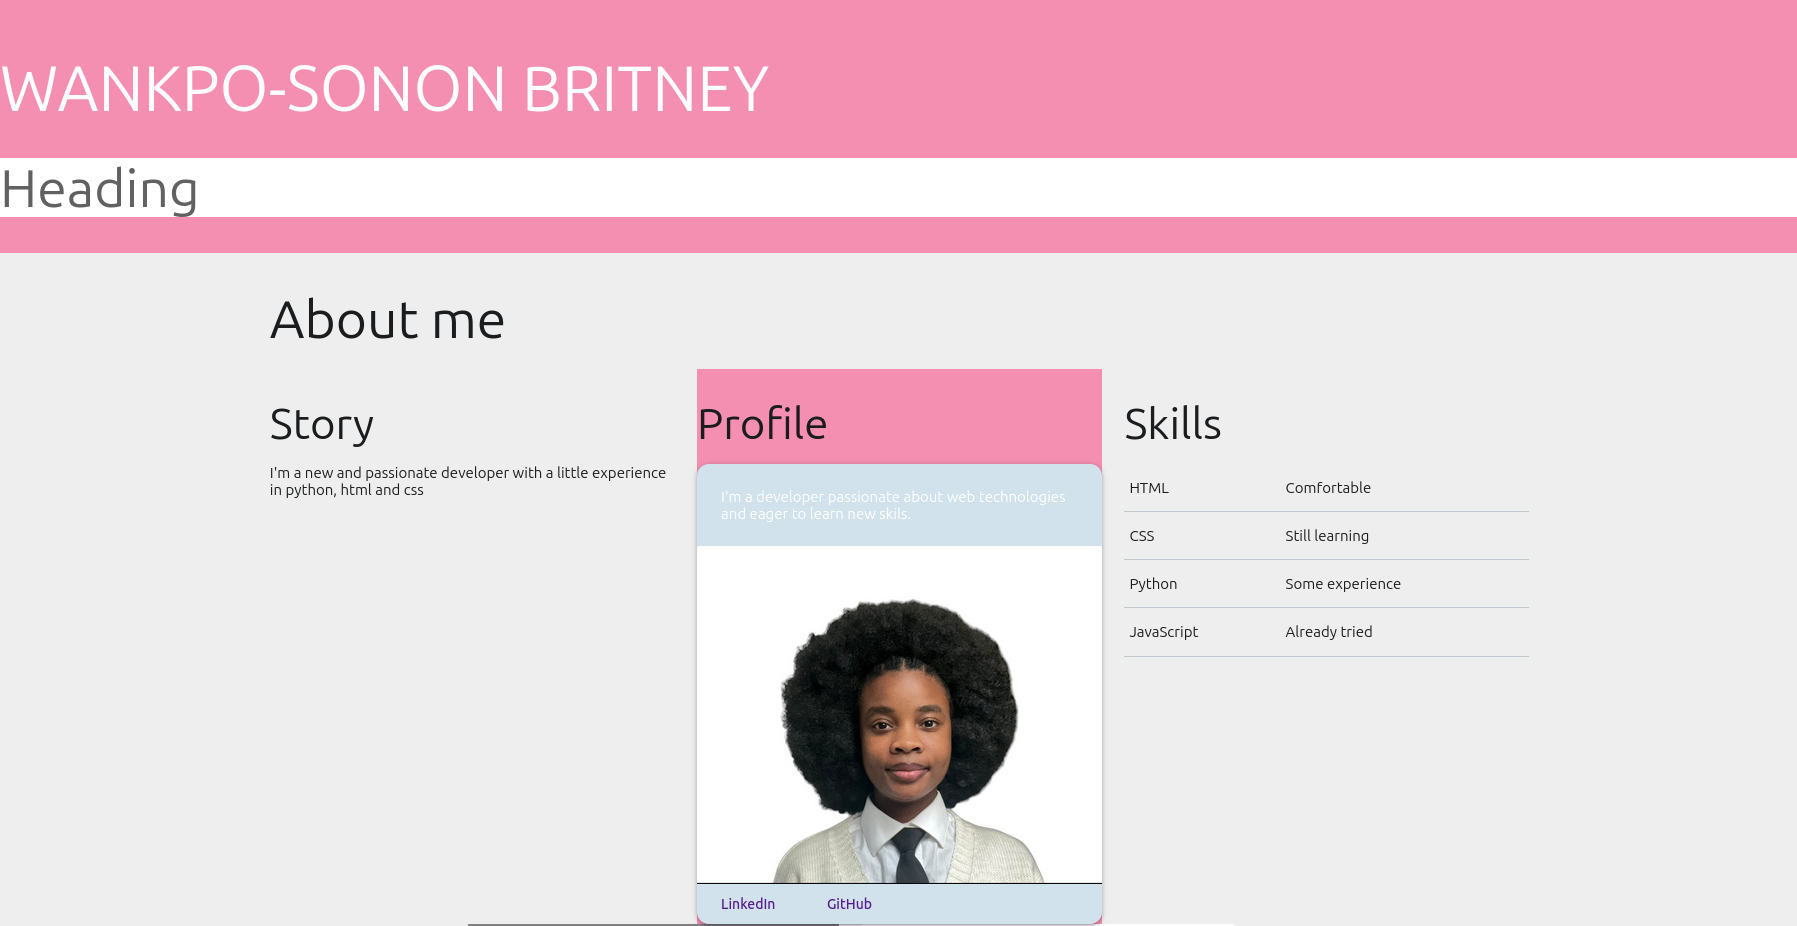 WANKPO-SONON BRITNEY
Heading
About me
Story
I'm a new and passionate developer with a little experience
in python, html and css
Profile
I'm a developer passionate about web technologies
and eager to learn new skils.
LinkedIn GitHub
Skills
HTML Comfortable
CSS Still learning
Python Some experience
JavaScript Already tried